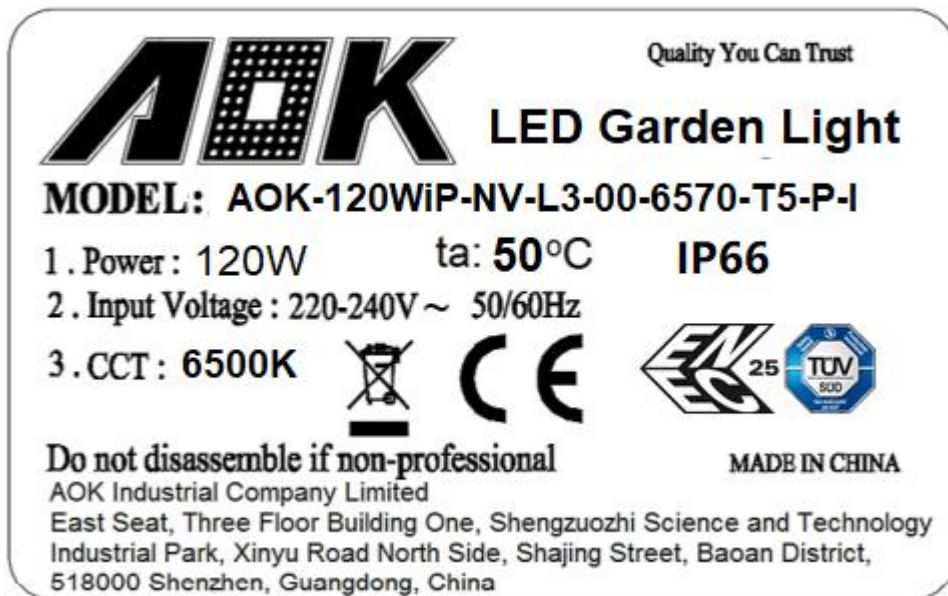 AOK
Quality You Can Trust
LED Garden Light
MODEL: AOK-120WiP-NV-L3-00-6570-T5-P-I
1 . Power : 120W ta: 50°C IP66
2 . Input Voltage : 220-240V ~ 50/60Hz
3 . CCT : 6500K CE ENEC 25 TÜV SÜD
Do not disassemble if non-professional MADE IN CHINA
AOK Industrial Company Limited
East Seat, Three Floor Building One, Shengzuozhi Science and Technology
Industrial Park, Xinyu Road North Side, Shajing Street, Baoan District,
518000 Shenzhen, Guangdong, China